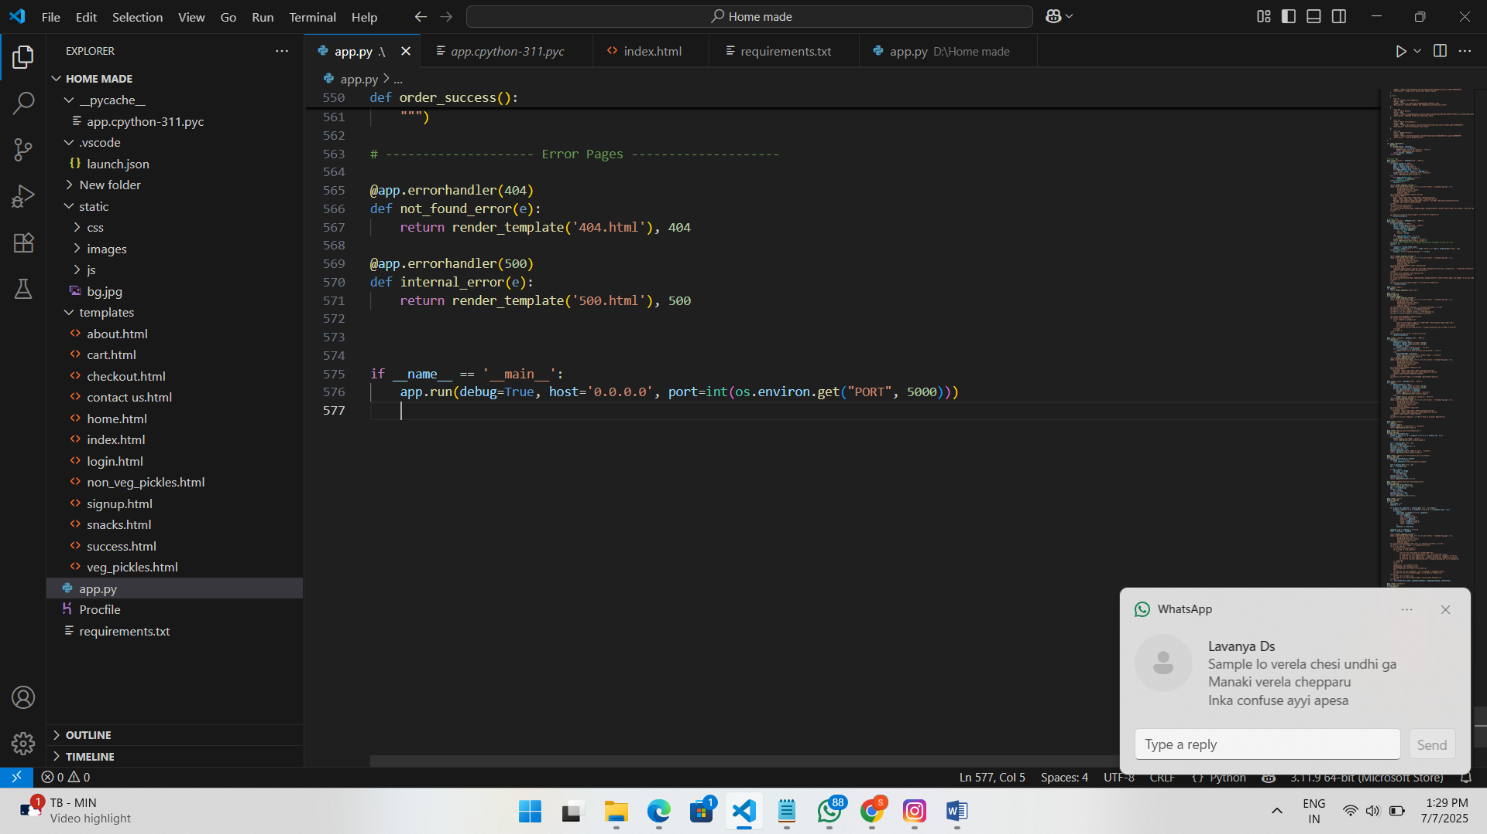 File Edit Selection View Go Run Terminal Help
Home made
EXPLORER
app.py .\
app.cpython-311.pyc
index.html
requirements.txt
app.py D:\Home made
HOME MADE
__pycache__
app.cpython-311.pyc
.vscode
launch.json
New folder
static
css
images
js
bg.jpg
templates
about.html
cart.html
checkout.html
contact us.html
home.html
index.html
login.html
non_veg_pickles.html
signup.html
snacks.html
success.html
veg_pickles.html
app.py
Procfile
requirements.txt
OUTLINE
TIMELINE
app.py > ...
550 def order_success():
561 """)
562
563 # -------------------- Error Pages --------------------
564
565 @app.errorhandler(404)
566 def not_found_error(e):
567 return render_template('404.html'), 404
568
569 @app.errorhandler(500)
570 def internal_error(e):
571 return render_template('500.html'), 500
572
573
574
575 if __name__ == '__main__':
576 app.run(debug=True, host='0.0.0.0', port=int(os.environ.get("PORT", 5000)))
577
WhatsApp
Lavanya Ds
Sample lo verela chesi undhi ga
Manaki verela chepparu
Inka confuse ayyi apesa
Type a reply
Send
0 0
Ln 577, Col 5 Spaces: 4 UTF-8 CRLF {} Python 3.11.9 64-bit (Microsoft Store)
1
TB - MIN
Video highlight
1
88
S
ENG
IN
1:29 PM
7/7/2025